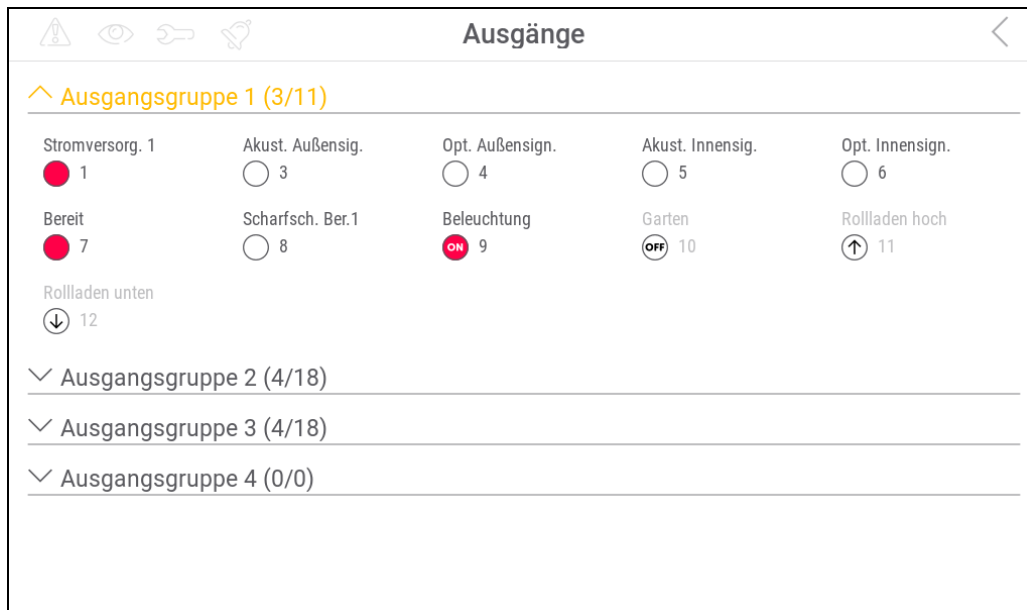 Ausgänge
Ausgangsgruppe 1 (3/11)
Stromversorg. 1 Akust. Außensig. Opt. Außensign. Akust. Innensig. Opt. Innensign.
1 3 4 5 6
Bereit Scharfsch. Ber.1 Beleuchtung Garten Rollladen hoch
7 8 ON 9 OFF 10 11
Rollladen unten
12
Ausgangsgruppe 2 (4/18)
Ausgangsgruppe 3 (4/18)
Ausgangsgruppe 4 (0/0)